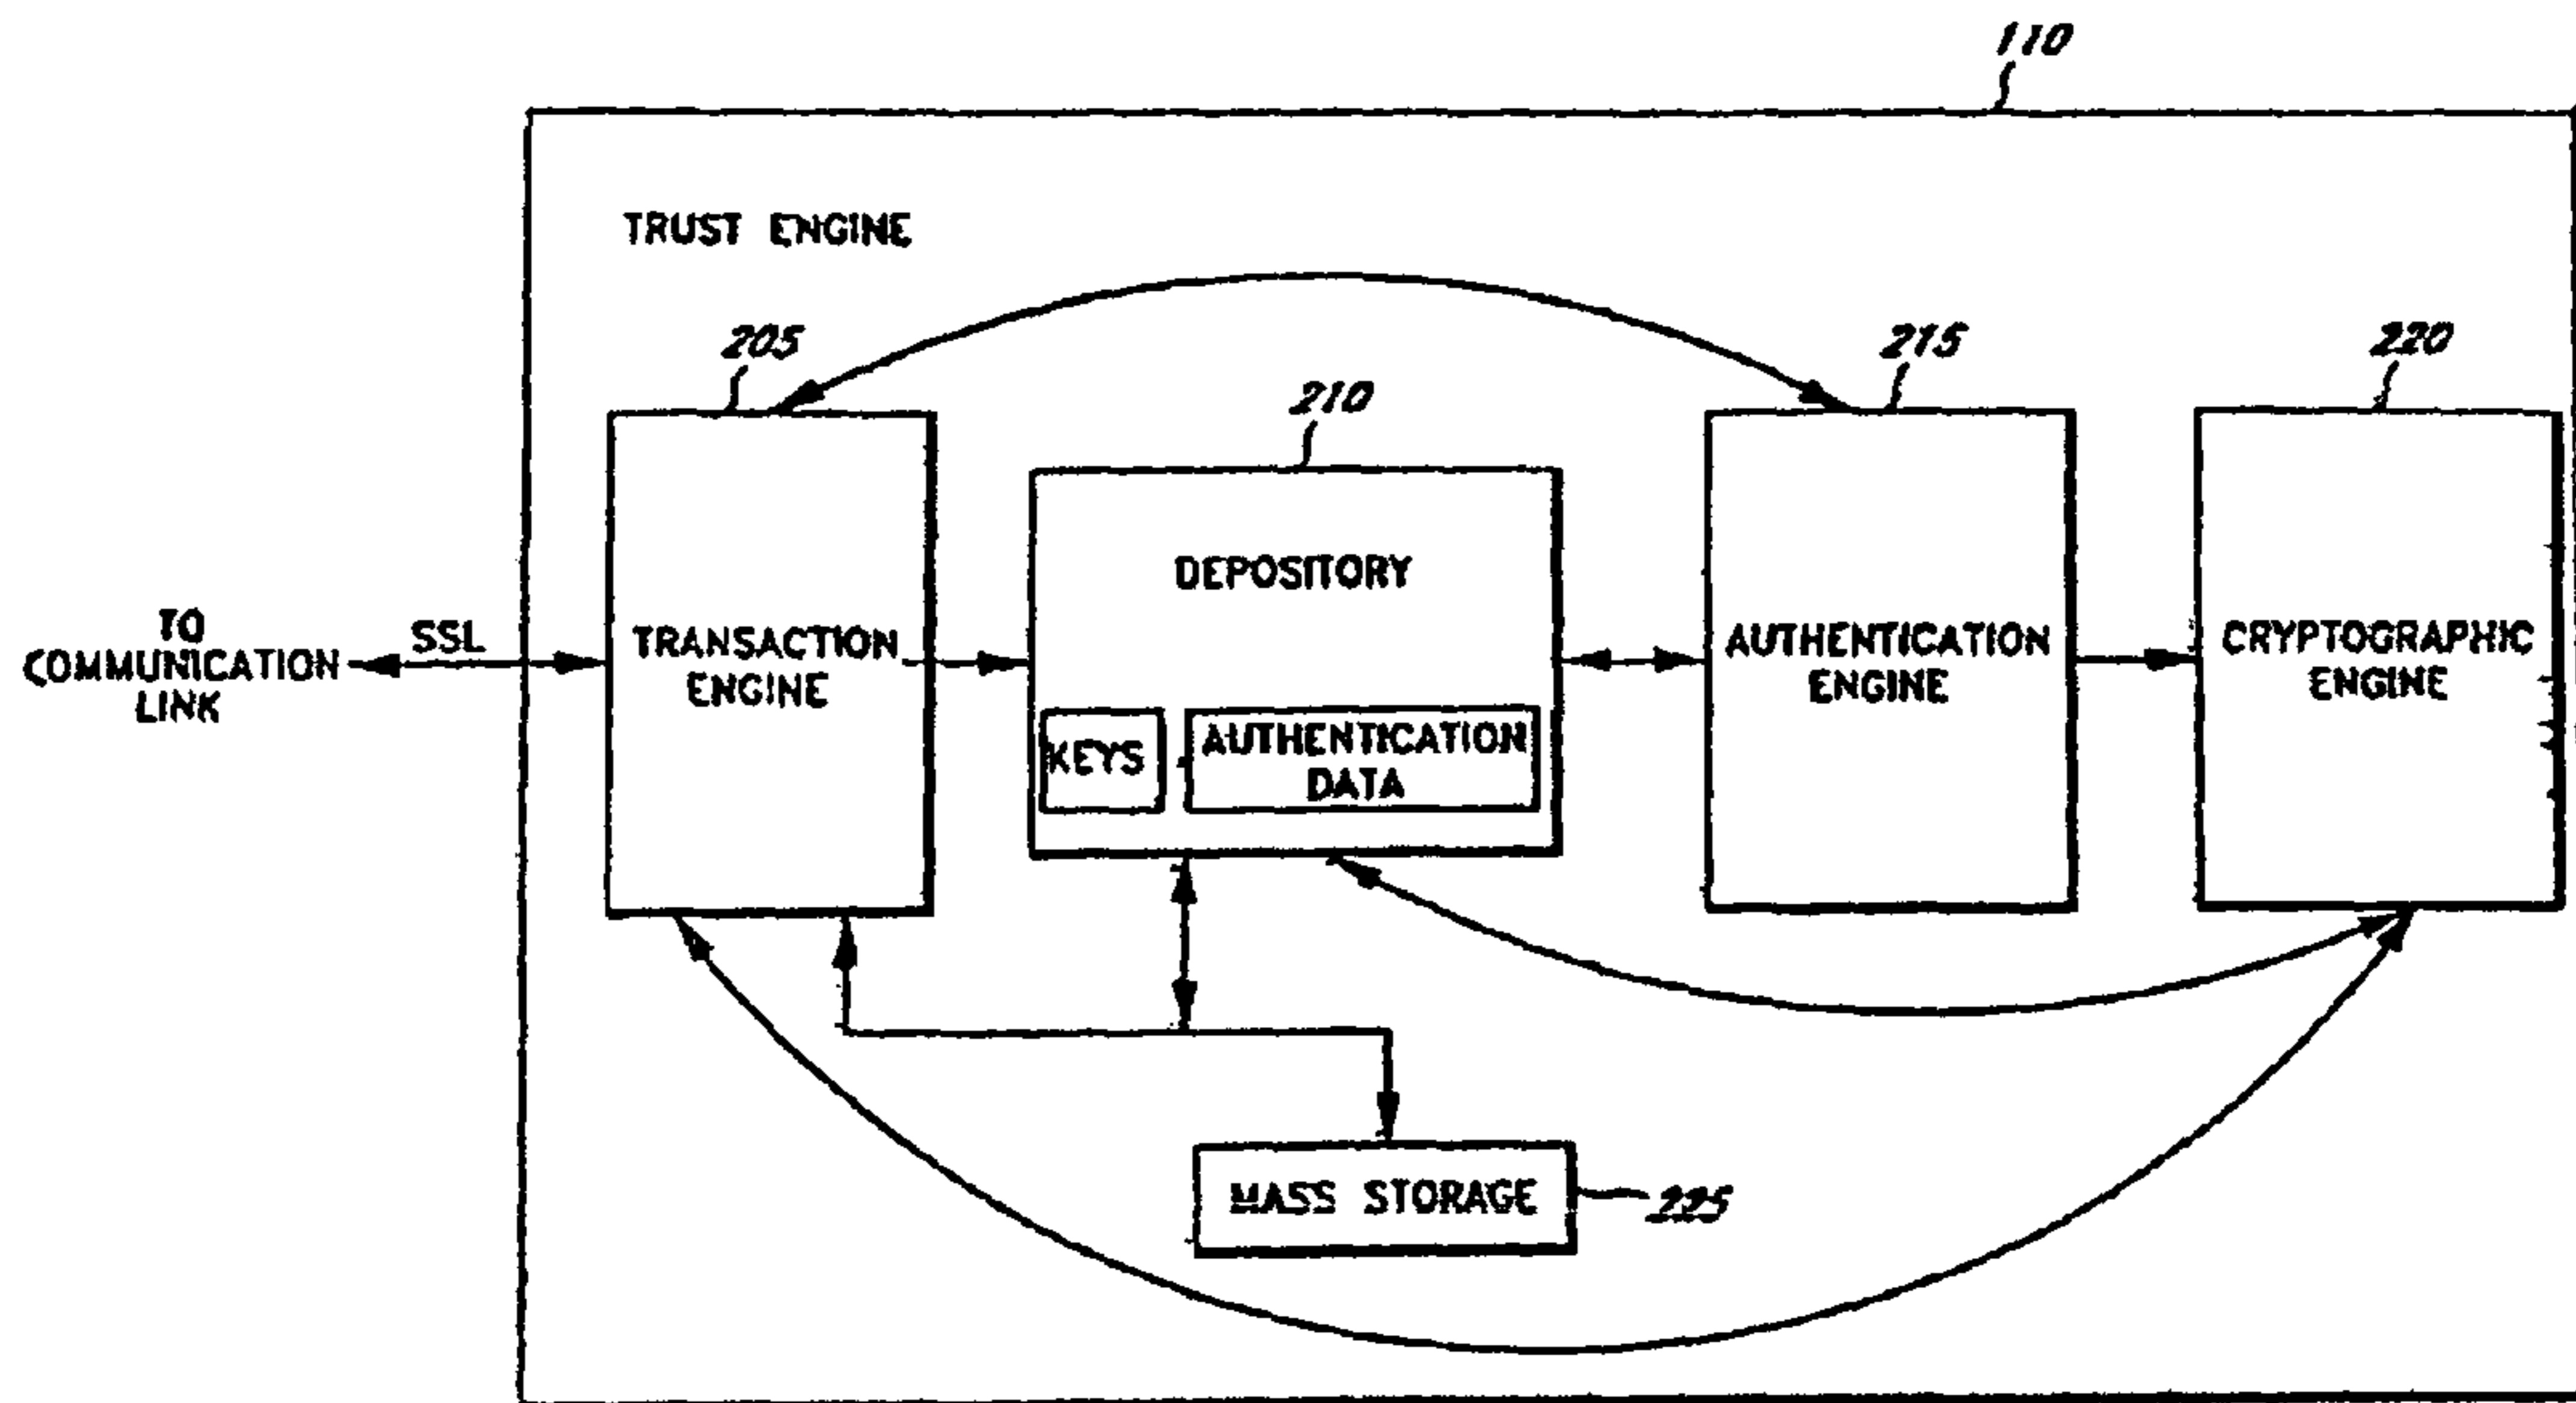 110
TRUST ENGINE
205
215
220
210
DEPOSITORY
TO
COMMUNICATION
LINK
SSL
TRANSACTION
ENGINE
AUTHENTICATION
ENGINE
CRYPTOGRAPHIC
ENGINE
KEYS
AUTHENTICATION
DATA
MASS STORAGE
225